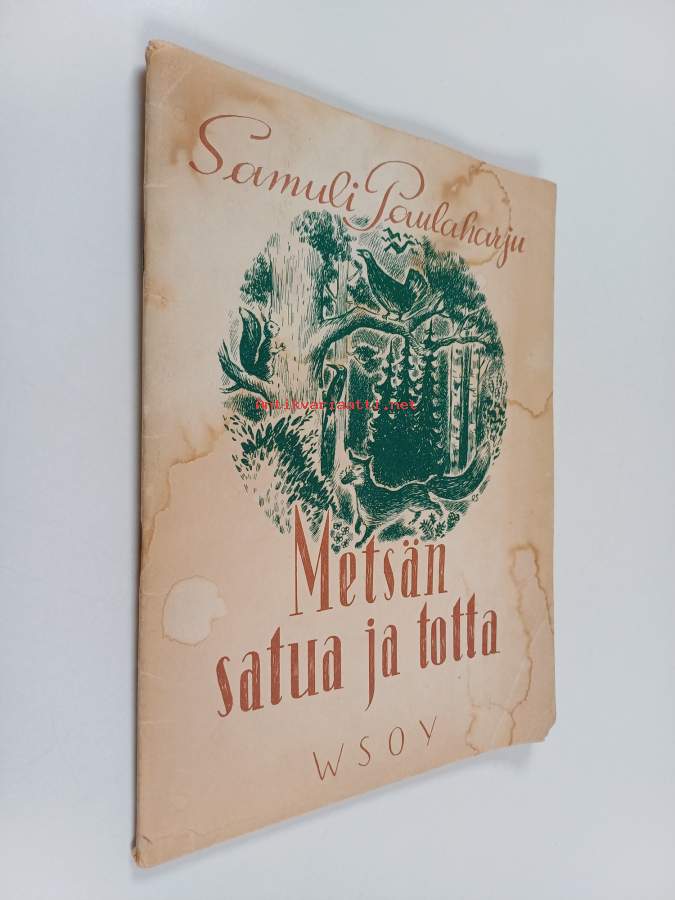 Samuli Paulaharju
Antikvariaatti.net
Metsän
satua ja totta
WSOY